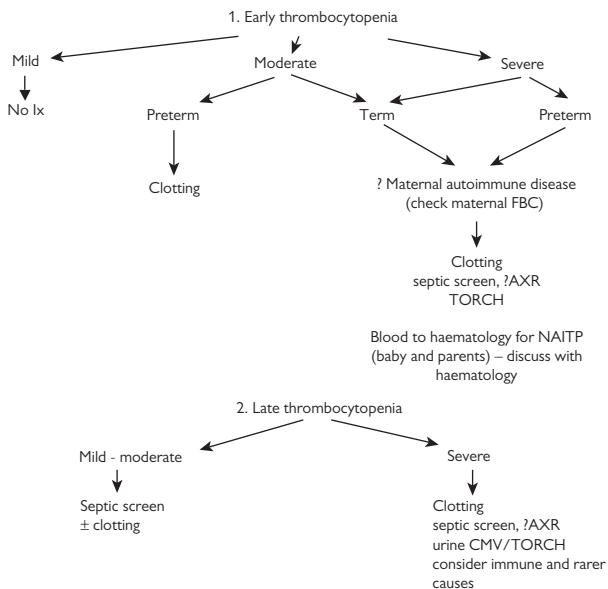 1. Early thrombocytopenia
Mild
Moderate
Severe
No Ix
Preterm
Term
Preterm
Clotting
? Maternal autoimmune disease
(check maternal FBC)
Clotting
septic screen, ?AXR
TORCH
Blood to haematology for NAITP
(baby and parents) – discuss with
haematology
2. Late thrombocytopenia
Mild - moderate
Severe
Septic screen
± clotting
Clotting
septic screen, ?AXR
urine CMV/TORCH
consider immune and rarer
causes